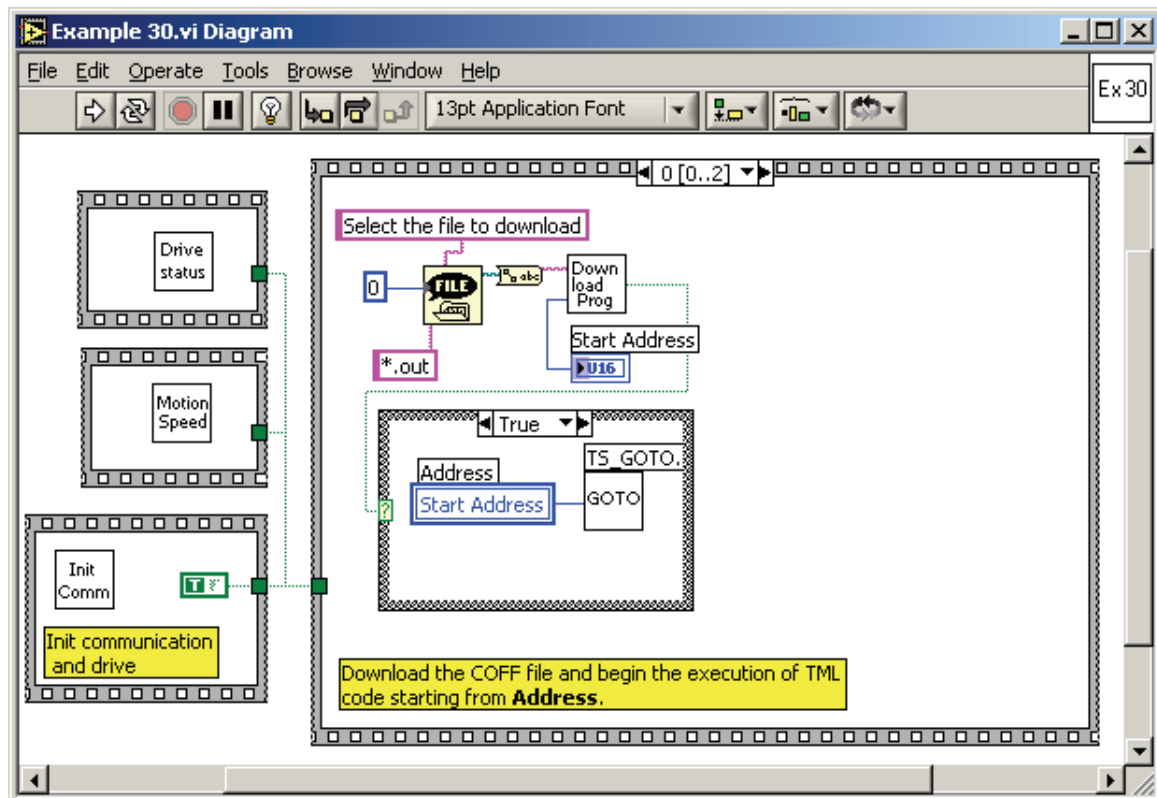 Example 30.vi Diagram
File Edit Operate Tools Browse Window Help
13pt Application Font
Ex30
0 [0..2]
Drive
status
Motion
Speed
Init
Comm
T
Init communication
and drive
Select the file to download
0
FILE
abc
Down
load
Prog
*.out
Start Address
U16
True
Address
Start Address
TS_GOTO.
GOTO
?
Download the COFF file and begin the execution of TML
code starting from Address.